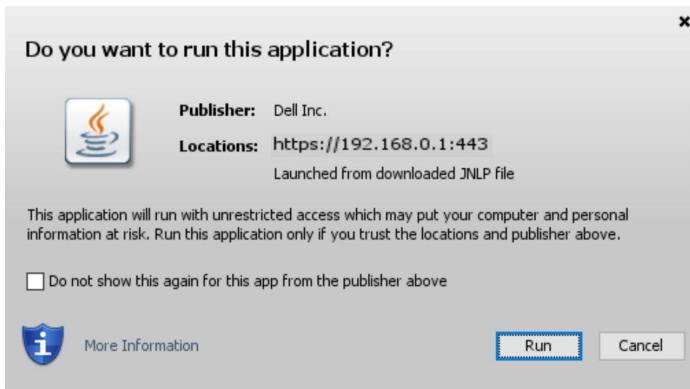 Do you want to run this application?
Publisher: Dell Inc.
Locations: https://192.168.0.1:443
Launched from downloaded JNLP file
This application will run with unrestricted access which may put your computer and personal
information at risk. Run this application only if you trust the locations and publisher above.
Do not show this again for this app from the publisher above
More Information
Run
Cancel